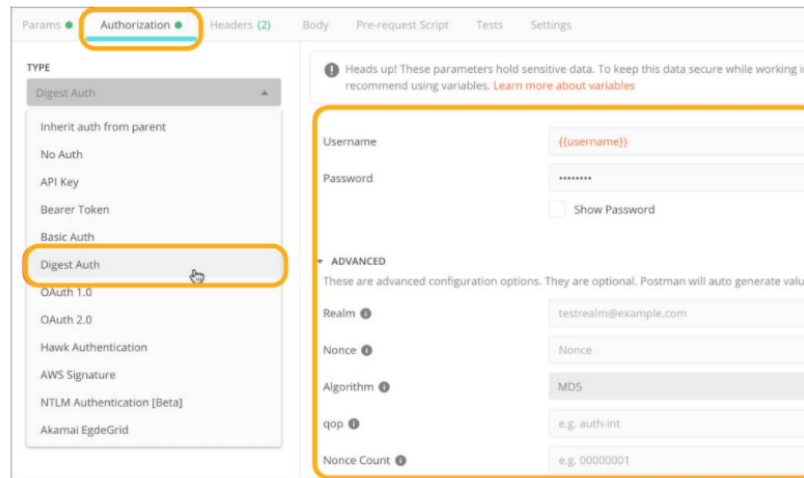 Params
Authorization
Headers (2)
Body
Pre-request Script
Tests
Settings
TYPE
Digest Auth
Inherit auth from parent
No Auth
API Key
Bearer Token
Basic Auth
Digest Auth
OAuth 1.0
OAuth 2.0
Hawk Authentication
AWS Signature
NTLM Authentication [Beta]
Akamai EgdeGrid
Heads up! These parameters hold sensitive data. To keep this data secure while working i
recommend using variables. Learn more about variables
Username {{username}}
Password ••••••••
Show Password
ADVANCED
These are advanced configuration options. They are optional. Postman will auto generate valu
Realm testrealm@example.com
Nonce Nonce
Algorithm MD5
qop e.g. auth-int
Nonce Count e.g. 00000001